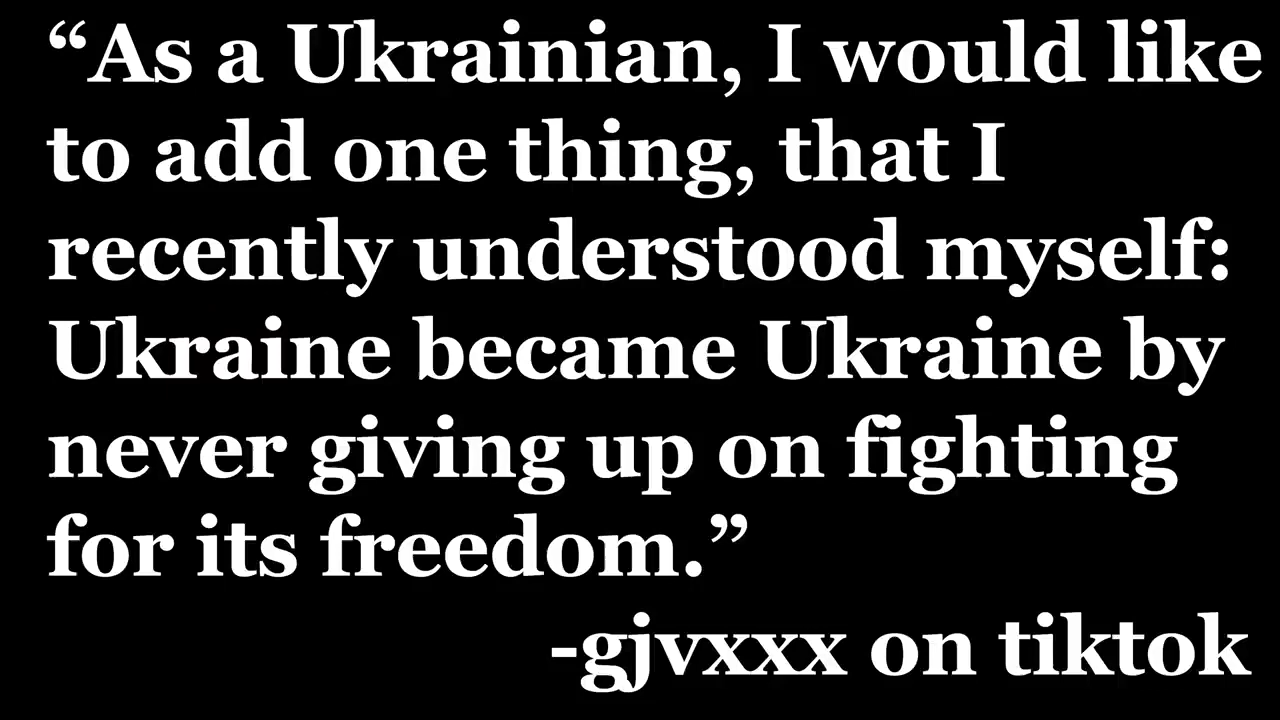 “As a Ukrainian, I would like
to add one thing, that I
recently understood myself:
Ukraine became Ukraine by
never giving up on fighting
for its freedom.”
-gjvxxx on tiktok